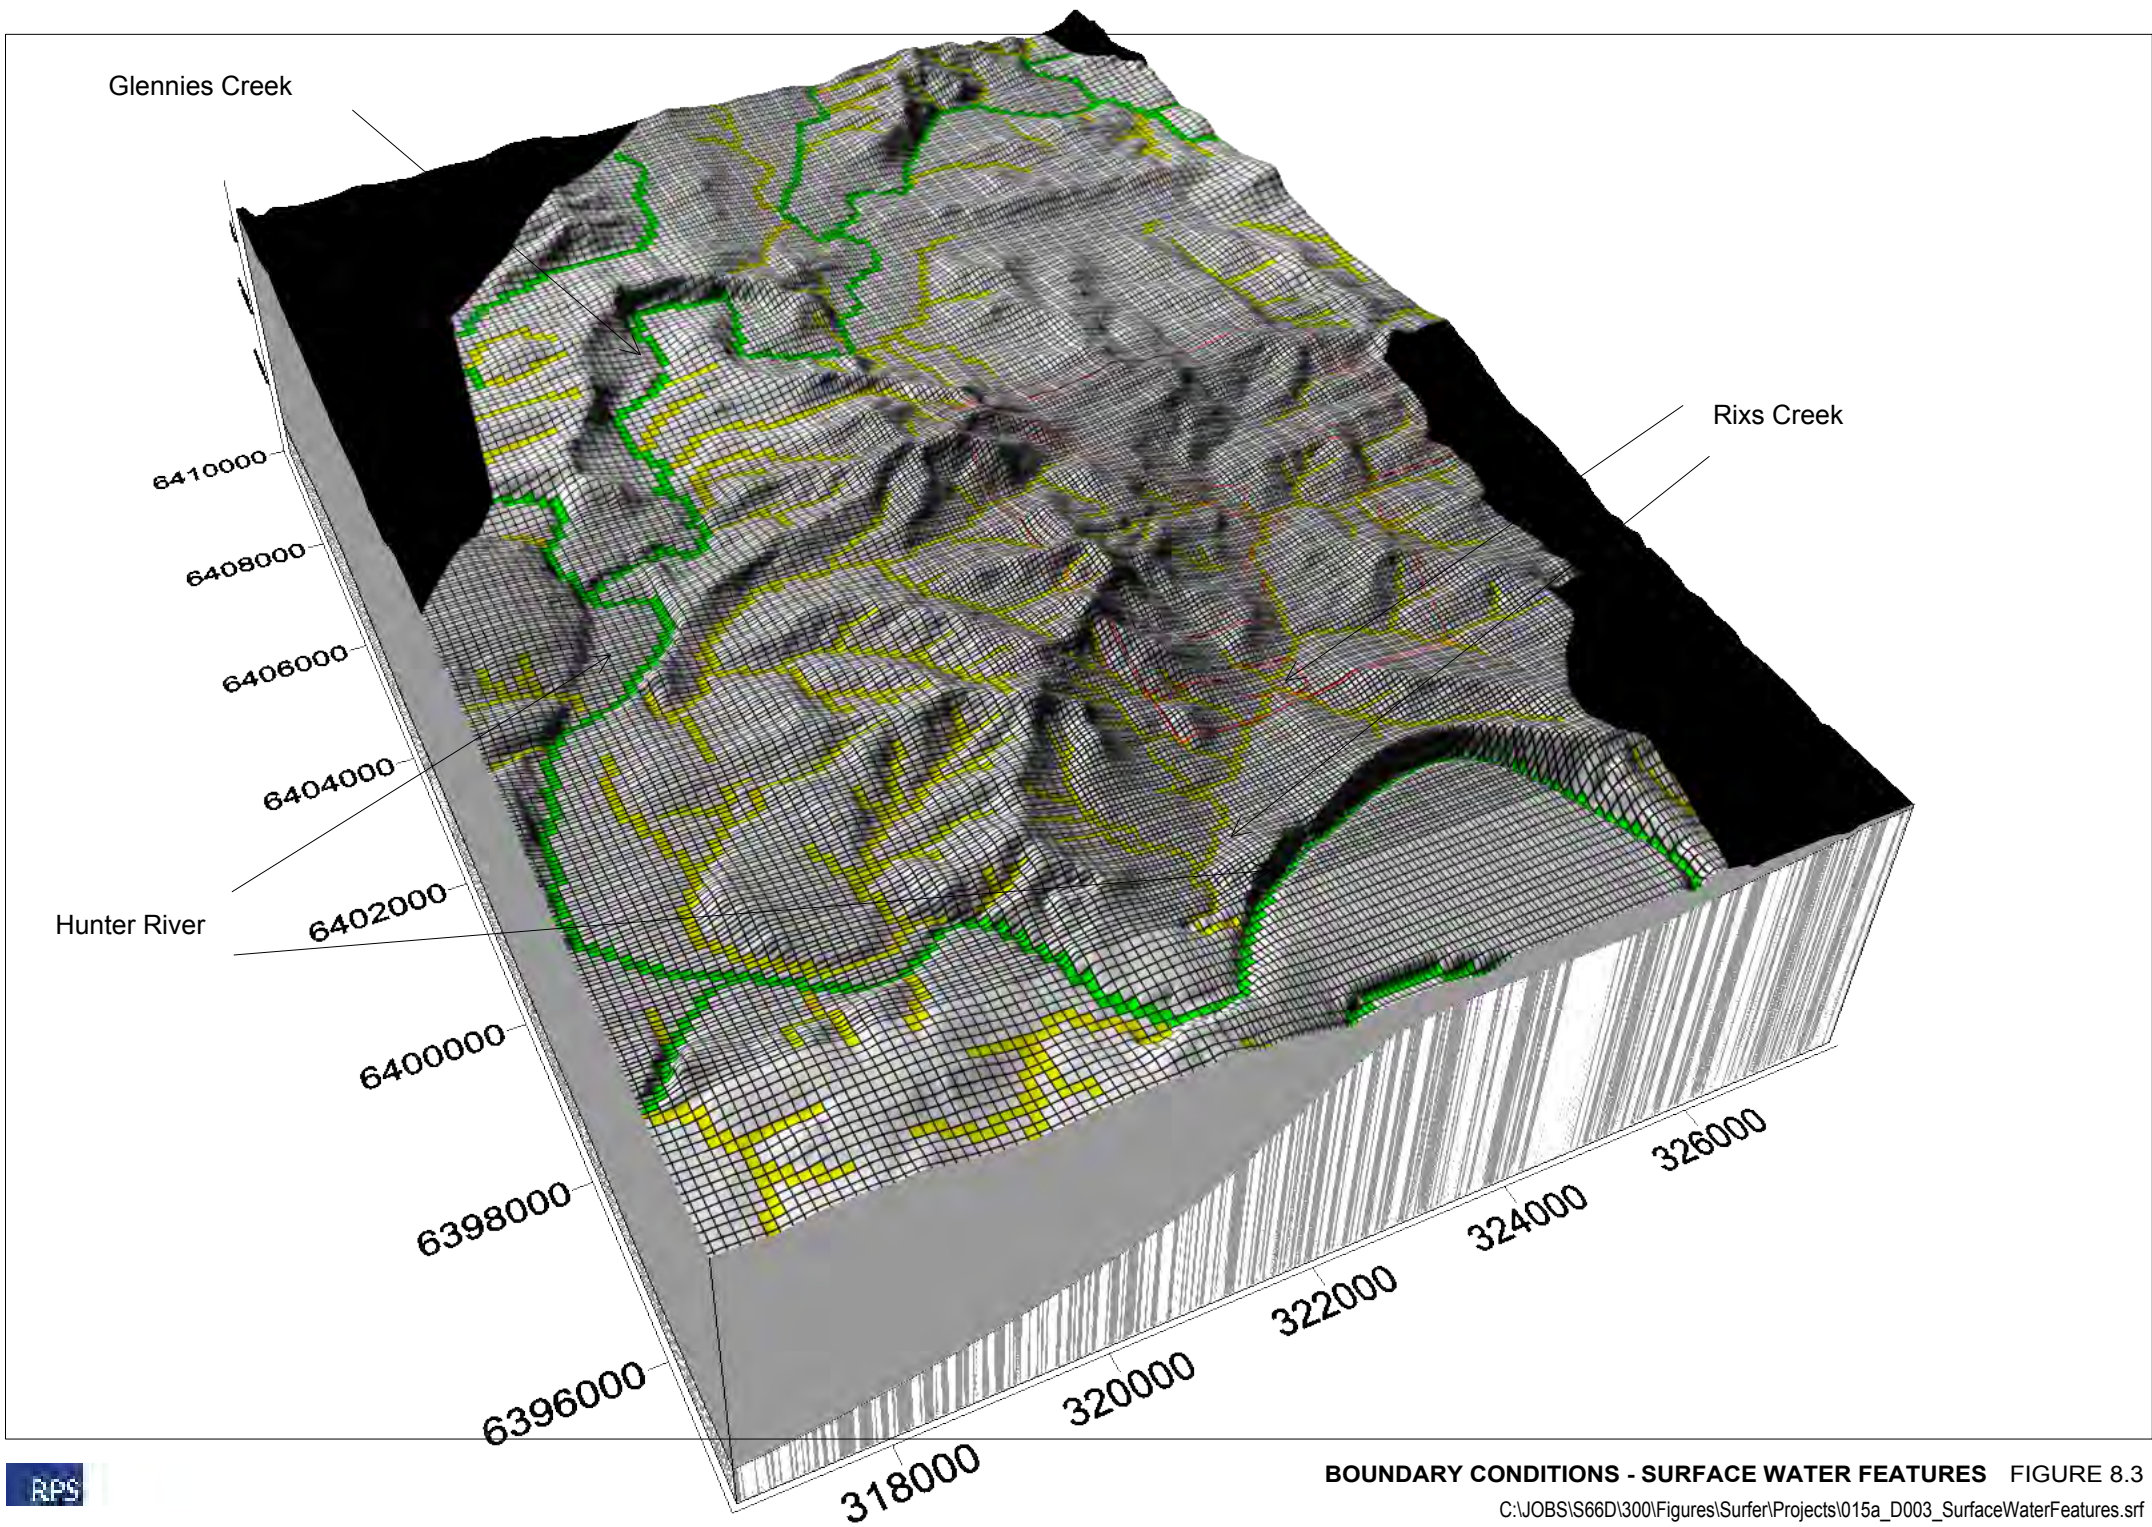 Glennies Creek
Rixs Creek
Hunter River
6410000
6408000
6406000
6404000
6402000
6400000
6398000
6396000
318000
320000
322000
324000
326000
RPS
BOUNDARY CONDITIONS - SURFACE WATER FEATURES FIGURE 8.3
C:\JOBS\S66D\300\Figures\Surfer\Projects\015a_D003_SurfaceWaterFeatures.srf